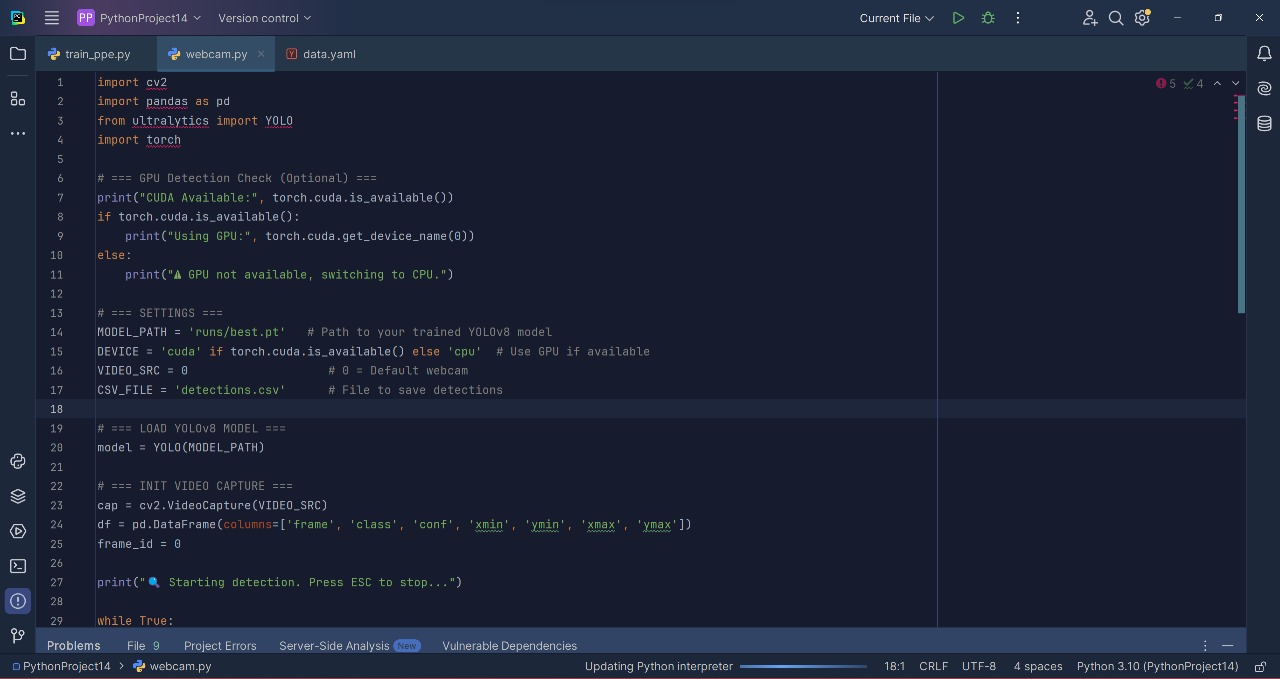 PP PythonProject14 Version control Current File
train_ppe.py webcam.py data.yaml
5 4
1 import cv2
2 import pandas as pd
3 from ultralytics import YOLO
4 import torch
5
6 # === GPU Detection Check (Optional) ===
7 print("CUDA Available:", torch.cuda.is_available())
8 if torch.cuda.is_available():
9 print("Using GPU:", torch.cuda.get_device_name(0))
10 else:
11 print("⚠ GPU not available, switching to CPU.")
12
13 # === SETTINGS ===
14 MODEL_PATH = 'runs/best.pt' # Path to your trained YOLOv8 model
15 DEVICE = 'cuda' if torch.cuda.is_available() else 'cpu' # Use GPU if available
16 VIDEO_SRC = 0 # 0 = Default webcam
17 CSV_FILE = 'detections.csv' # File to save detections
18
19 # === LOAD YOLOv8 MODEL ===
20 model = YOLO(MODEL_PATH)
21
22 # === INIT VIDEO CAPTURE ===
23 cap = cv2.VideoCapture(VIDEO_SRC)
24 df = pd.DataFrame(columns=['frame', 'class', 'conf', 'xmin', 'ymin', 'xmax', 'ymax'])
25 frame_id = 0
26
27 print("🔍 Starting detection. Press ESC to stop...")
28
29 while True:
Problems File 9 Project Errors Server-Side Analysis New Vulnerable Dependencies
PythonProject14 > webcam.py Updating Python interpreter 18:1 CRLF UTF-8 4 spaces Python 3.10 (PythonProject14)